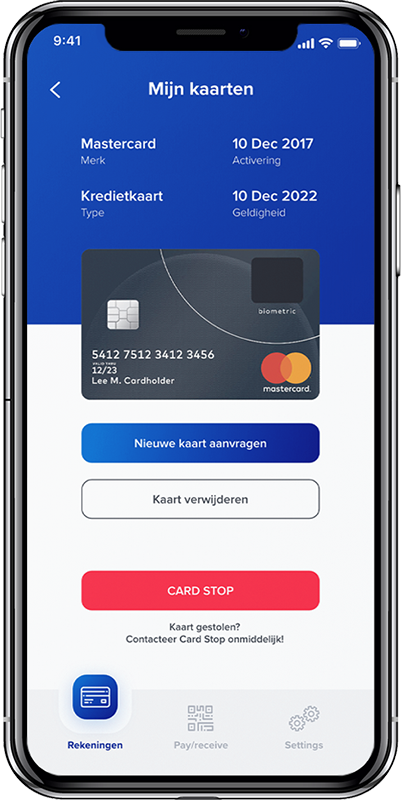 9:41
Mijn kaarten
Mastercard
Merk
10 Dec 2017
Activering
Kredietkaart
Type
10 Dec 2022
Geldigheid
biometric
5412 7512 3412 3456
VALID THRU
12/23
Lee M. Cardholder
mastercard.
Nieuwe kaart aanvragen
Kaart verwijderen
CARD STOP
Kaart gestolen?
Contacteer Card Stop onmiddelijk!
Rekeningen
Pay/receive
Settings